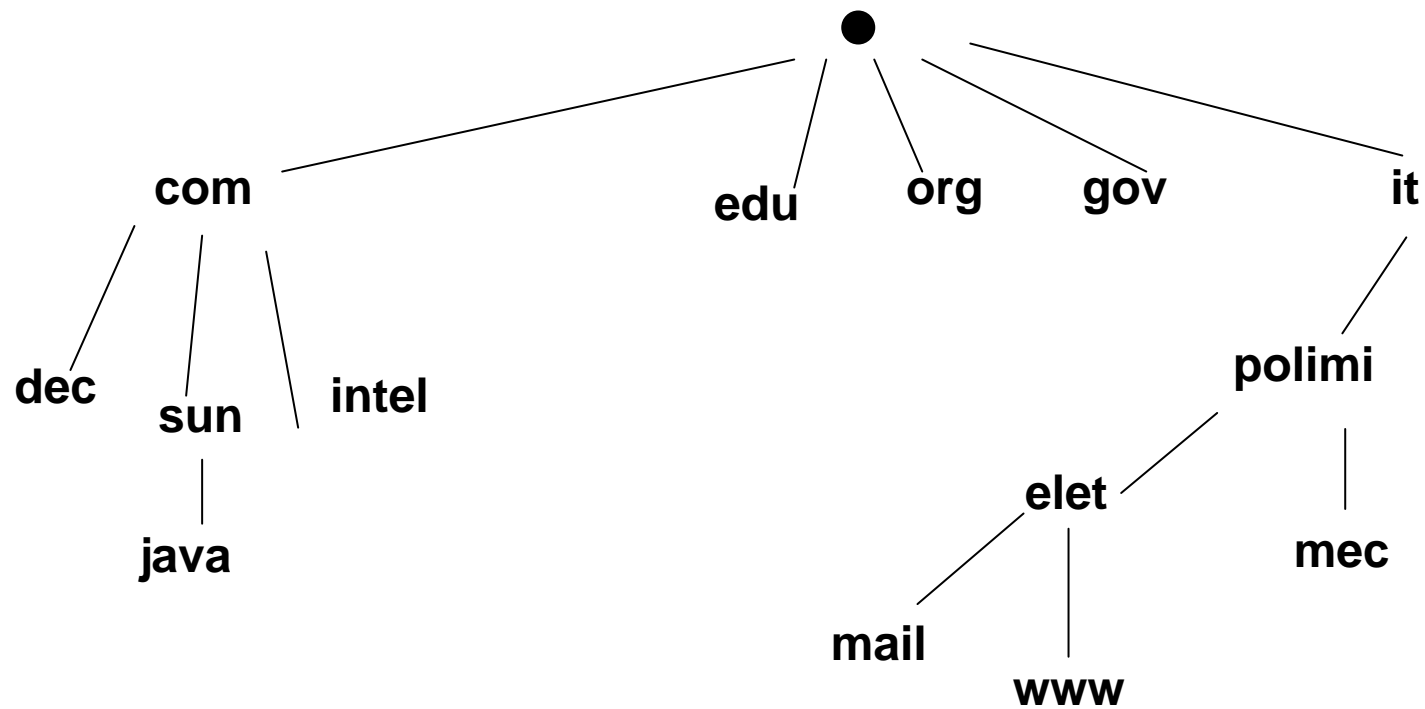 com
edu
org
gov
it
dec
sun
intel
polimi
java
elet
mec
mail
www